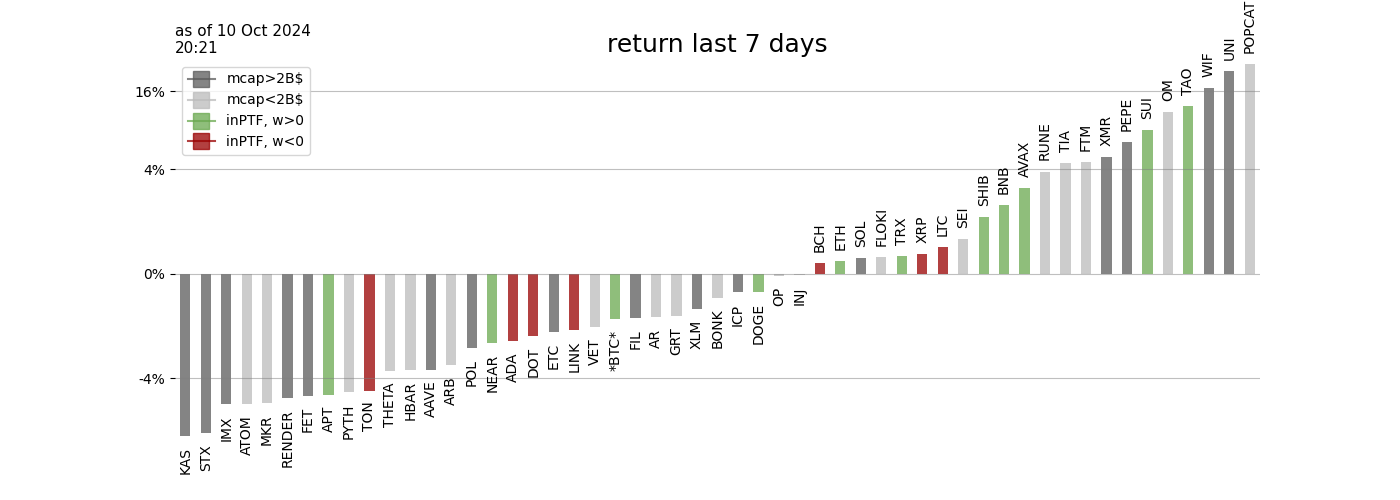 as of 10 Oct 2024
20:21
return last 7 days
mcap>2B$
mcap<2B$
inPTF, w>0
inPTF, w<0
16%
4%
0%
-4%
KAS
STX
IMX
ATOM
MKR
RENDER
FET
APT
PYTH
TON
THETA
HBAR
AAVE
ARB
POL
NEAR
ADA
DOT
ETC
LINK
VET
*BTC*
FIL
AR
GRT
XLM
BONK
ICP
DOGE
OP
INJ
BCH
ETH
SOL
FLOKI
TRX
XRP
LTC
SEI
SHIB
BNB
AVAX
RUNE
TIA
FTM
XMR
PEPE
SUI
OM
TAO
WIF
UNI
POPCAT